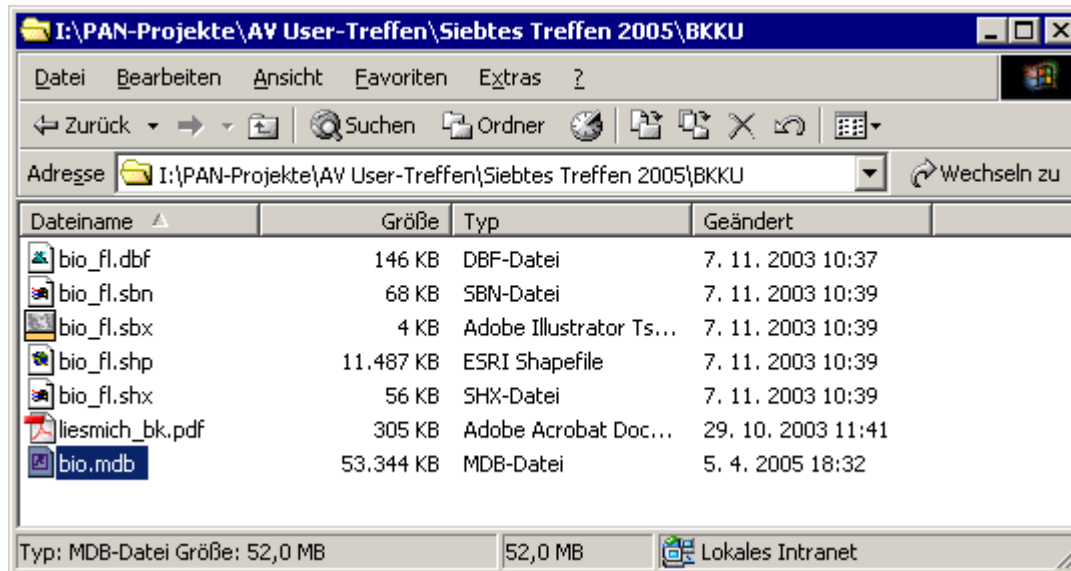 I:\PAN-Projekte\AV User-Treffen\Siebtes Treffen 2005\BKKU
Datei Bearbeiten Ansicht Favoriten Extras ?
Zurück Suchen Ordner
Adresse I:\PAN-Projekte\AV User-Treffen\Siebtes Treffen 2005\BKKU Wechseln zu
Dateiname Größe Typ Geändert
bio_fl.dbf 146 KB DBF-Datei 7. 11. 2003 10:37
bio_fl.sbn 68 KB SBN-Datei 7. 11. 2003 10:39
bio_fl.sbx 4 KB Adobe Illustrator Ts... 7. 11. 2003 10:39
bio_fl.shp 11.487 KB ESRI Shapefile 7. 11. 2003 10:39
bio_fl.shx 56 KB SHX-Datei 7. 11. 2003 10:39
liesmich_bk.pdf 305 KB Adobe Acrobat Doc... 29. 10. 2003 11:41
bio.mdb 53.344 KB MDB-Datei 5. 4. 2005 18:32
Typ: MDB-Datei Größe: 52,0 MB 52,0 MB Lokales Intranet